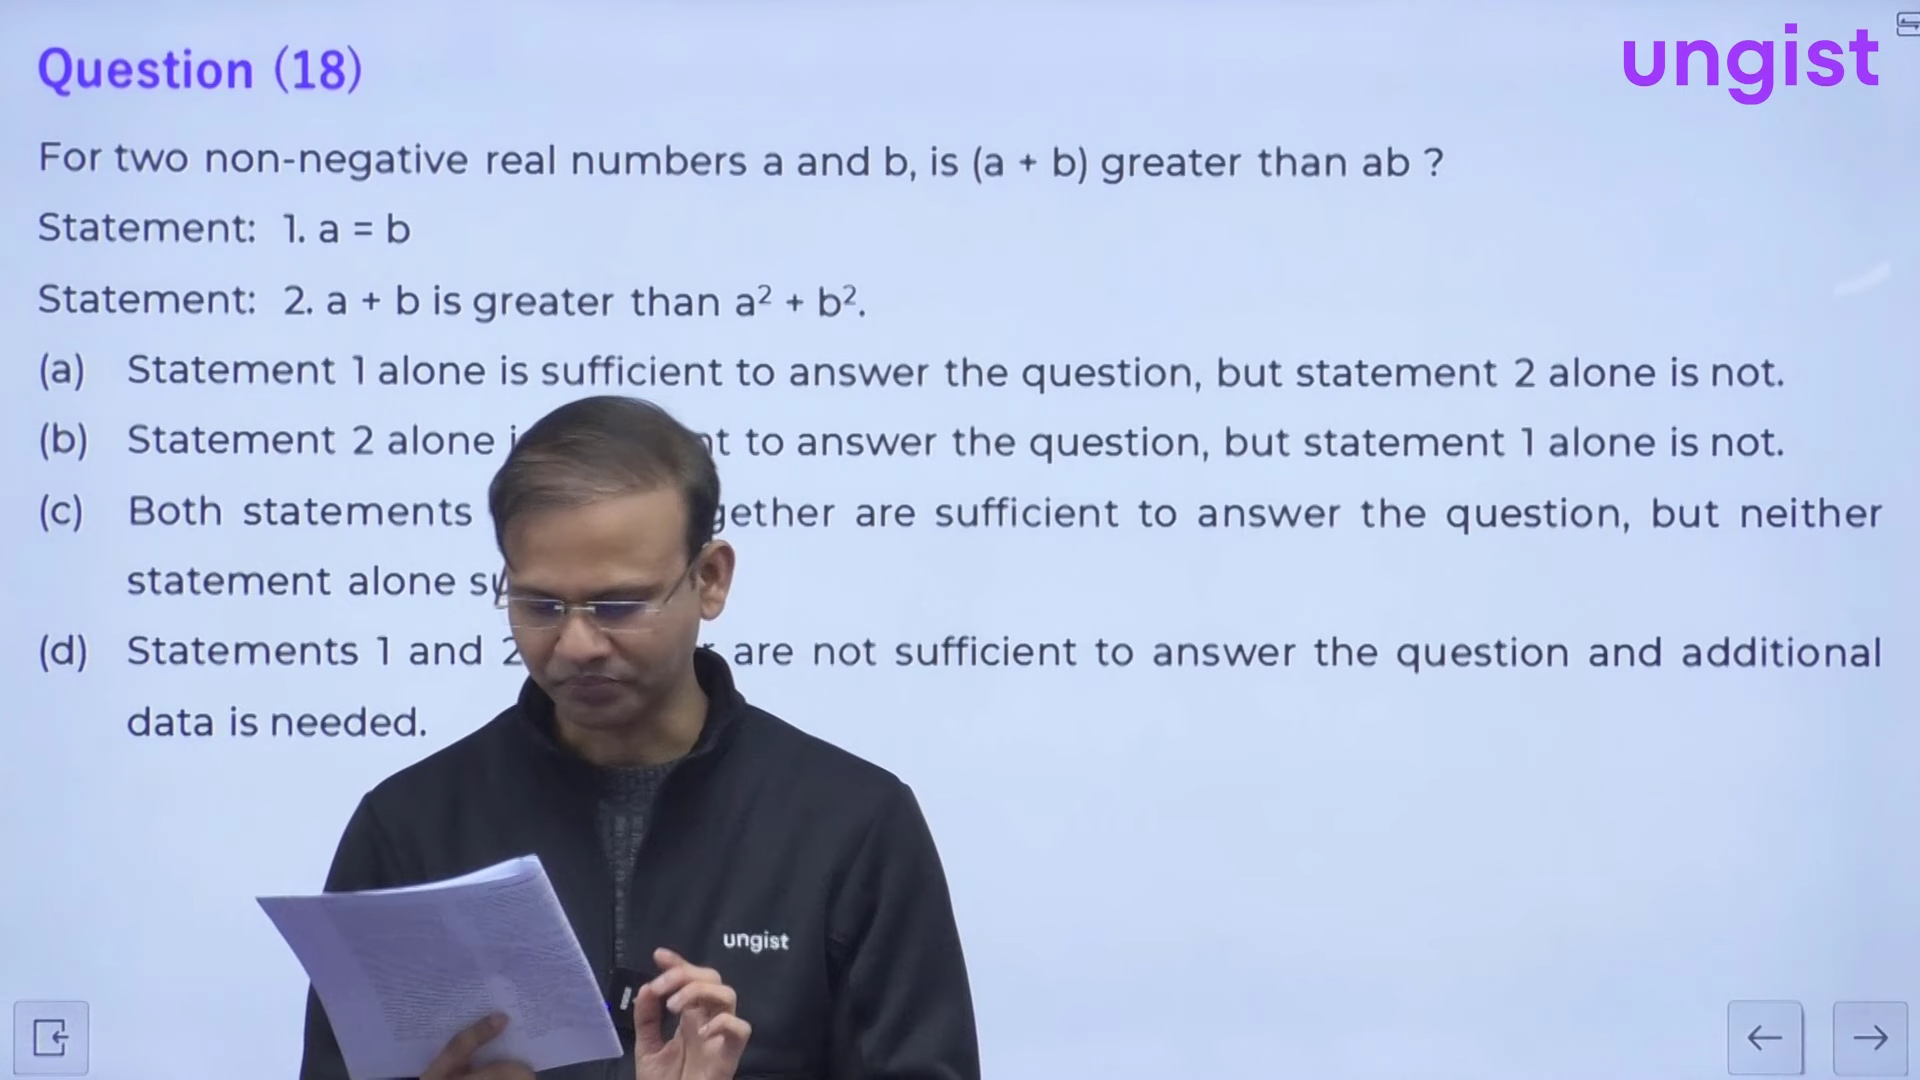 Question (18)
ungist
For two non-negative real numbers a and b, is (a + b) greater than ab ?
Statement: 1. a = b
Statement: 2. a + b is greater than a² + b².
(a) Statement 1 alone is sufficient to answer the question, but statement 2 alone is not.
(b) Statement 2 alone to answer the question, but statement 1 alone is not.
(c) Both statements are sufficient to answer the question, but neither
statement alone
(d) Statements 1 and 2 are not sufficient to answer the question and additional
data is needed.
ungist